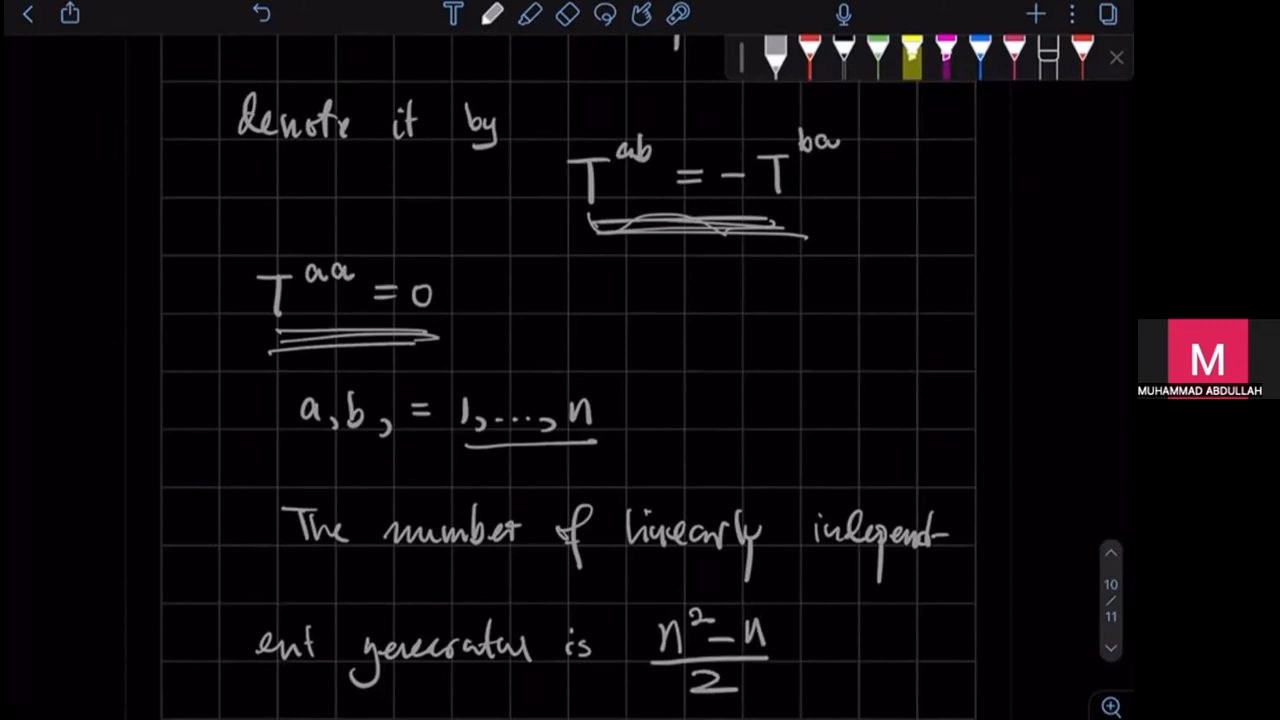 denote it by
T^{ab} = - T^{ba}
T^{aa} = 0
a, b, = 1, ..., n
The number of linearly independ-
ent generator is \frac{n^2 - n}{2}
10
/
11
M
MUHAMMAD ABDULLAH